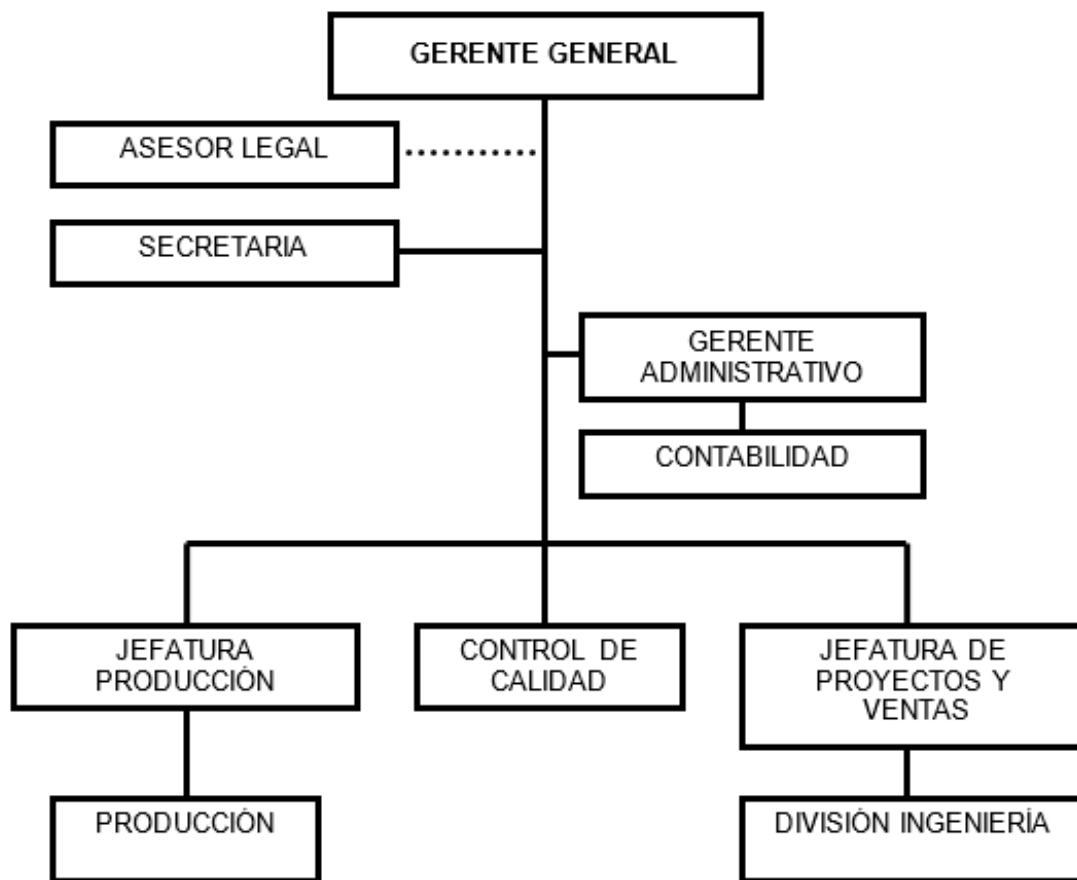 GERENTE GENERAL
ASESOR LEGAL
SECRETARIA
GERENTE
ADMINISTRATIVO
CONTABILIDAD
JEFATURA
PRODUCCIÓN
CONTROL DE
CALIDAD
JEFATURA DE
PROYECTOS Y
VENTAS
PRODUCCIÓN
DIVISIÓN INGENIERÍA